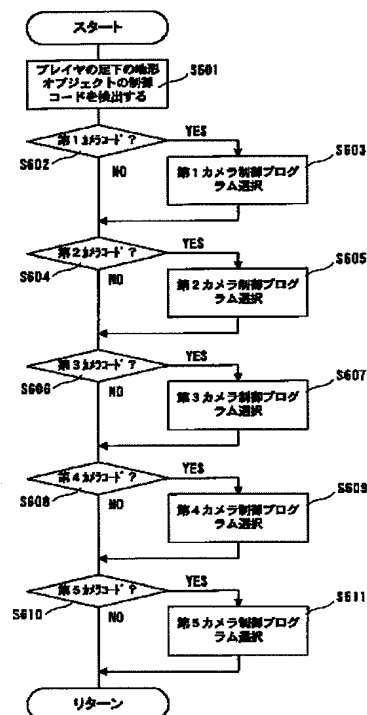 スタート
プレイヤの足下の地形
オブジェクトの制御
コードを検出する
S601
第1カメラコード?
YES
S602
NO
第1カメラ制御プログ
ラム選択
S603
第2カメラコード?
YES
S604
NO
第2カメラ制御プログ
ラム選択
S605
第3カメラコード?
YES
S606
NO
第3カメラ制御プログ
ラム選択
S607
第4カメラコード?
YES
S608
NO
第4カメラ制御プログ
ラム選択
S609
第5カメラコード?
YES
S610
NO
第5カメラ制御プログ
ラム選択
S611
リターン